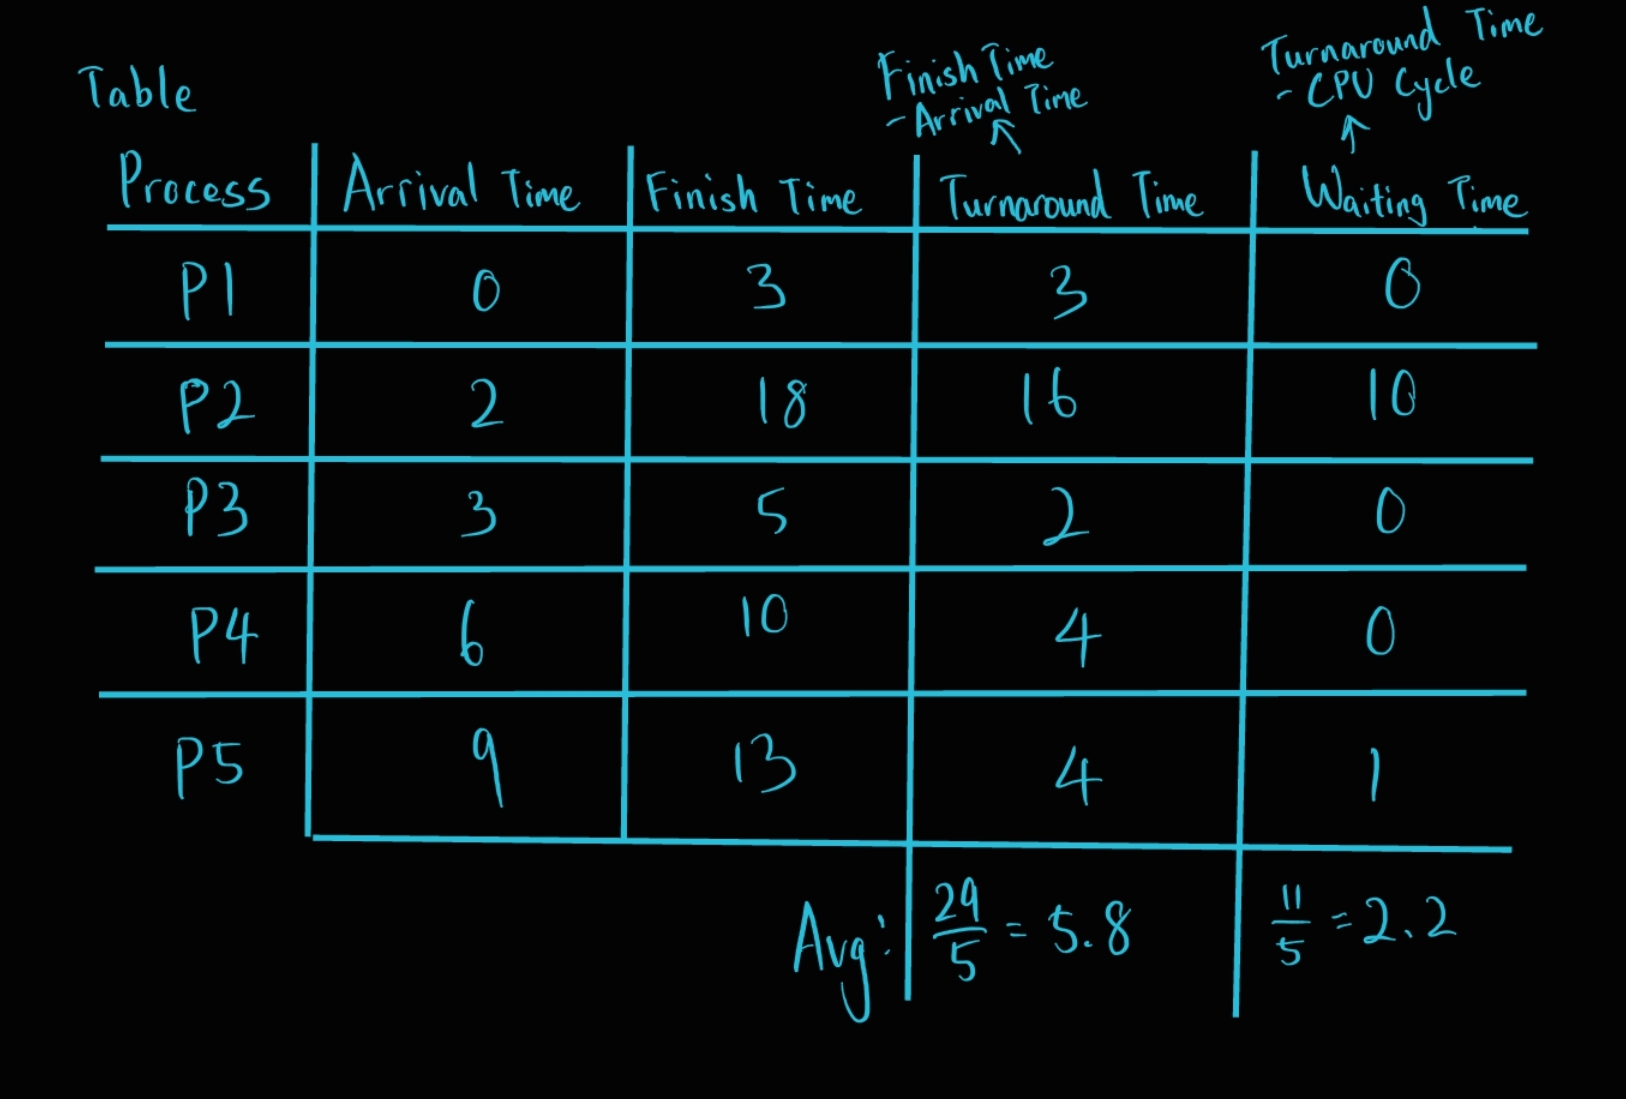 Table
Finish Time
- Arrival Time
Turnaround Time
- CPU Cycle
Process Arrival Time Finish Time Turnaround Time Waiting Time
P1 0 3 3 0
P2 2 18 16 10
P3 3 5 2 0
P4 6 10 4 0
P5 9 13 4 1
Avg: 29/5 = 5.8 11/5 = 2.2